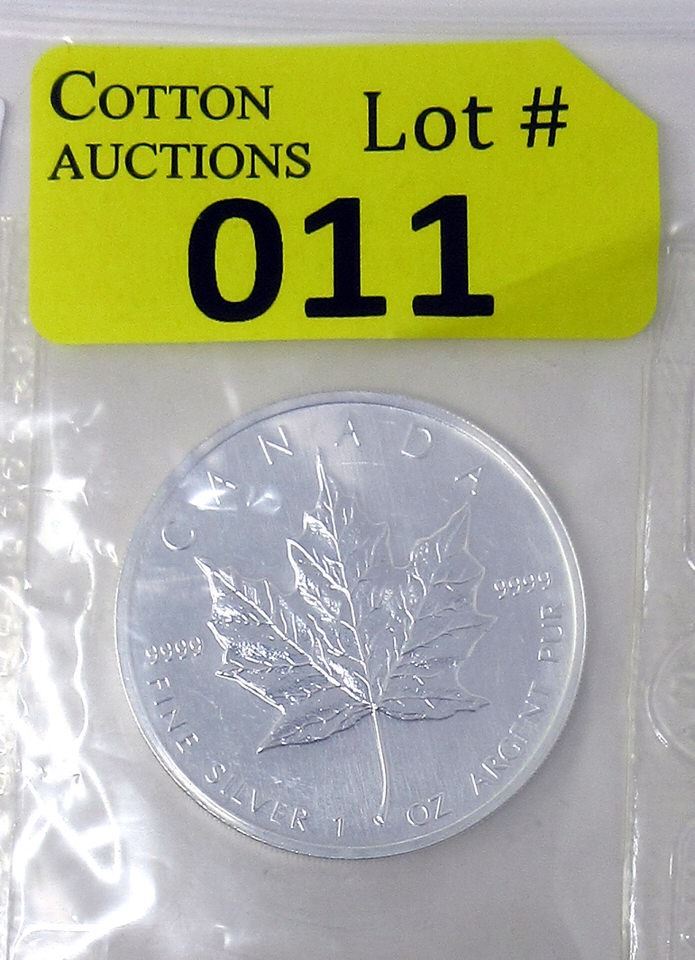 COTTON
AUCTIONS
Lot #
011
CANADA
9999
9999
FINE SILVER 1 OZ ARGENT PUR